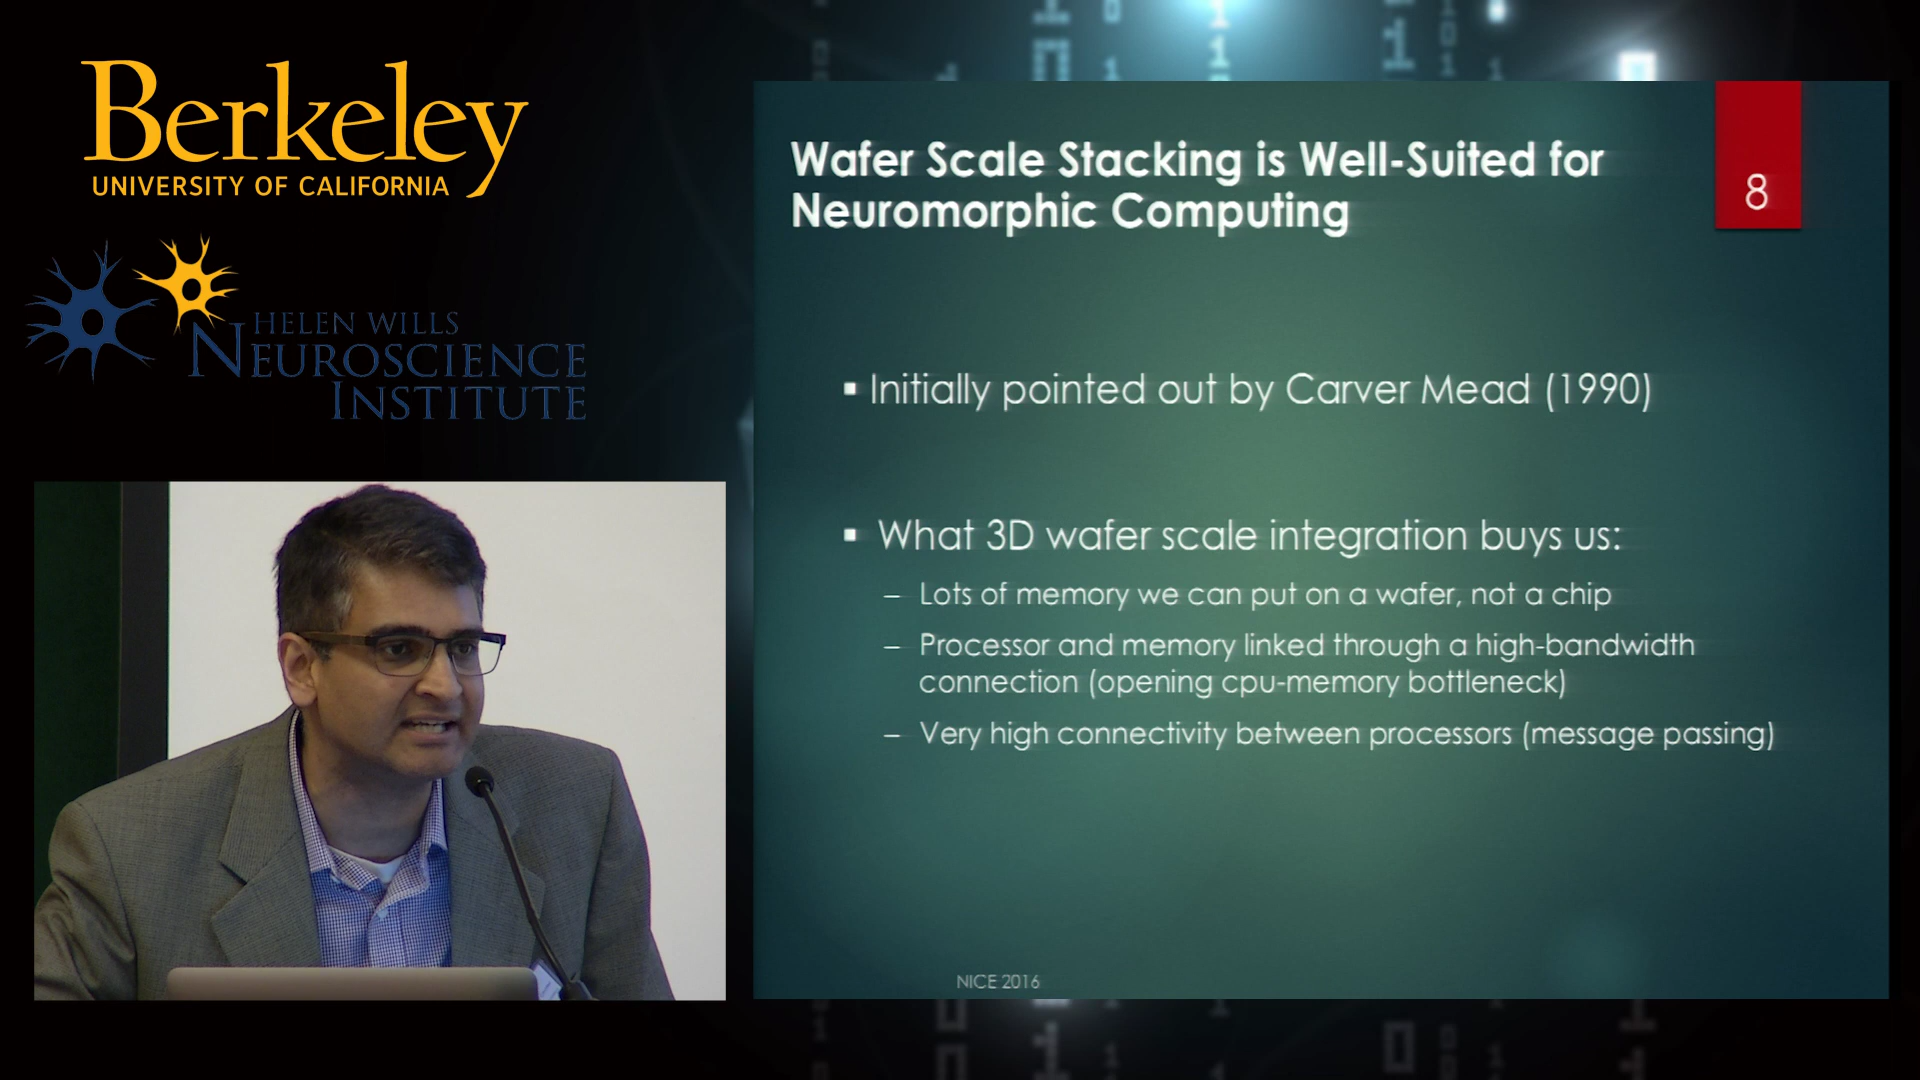 Berkeley
UNIVERSITY OF CALIFORNIA
HELEN WILLS
NEUROSCIENCE
INSTITUTE
Wafer Scale Stacking is Well-Suited for
Neuromorphic Computing
8
▪ Initially pointed out by Carver Mead (1990)
▪ What 3D wafer scale integration buys us:
– Lots of memory we can put on a wafer, not a chip
– Processor and memory linked through a high-bandwidth
connection (opening cpu-memory bottleneck)
– Very high connectivity between processors (message passing)
NICE 2016